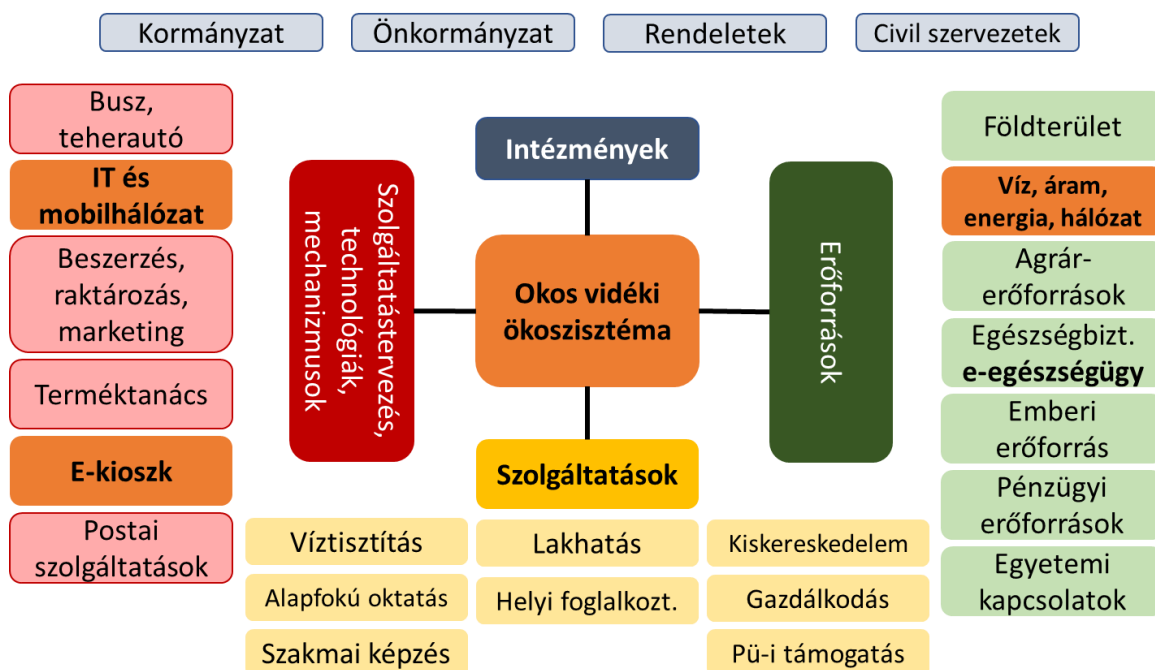 Kormányzat
Önkormányzat
Rendeletek
Civil szervezetek
Busz,
teherautó
IT és
mobilhálózat
Beszerzés,
raktározás,
marketing
Terméktanács
E-kioszk
Postai
szolgáltatások
Szolgáltatástervezés,
technológiák,
mechanizmusok
Intézmények
Okos vidéki
ökoszisztéma
Szolgáltatások
Erőforrások
Földterület
Víz, áram,
energia, hálózat
Agrár-
erőforrások
Egészségbizt.
e-egészségügy
Emberi
erőforrás
Pénzügyi
erőforrások
Egyetemi
kapcsolatok
Víztisztítás
Lakhatás
Kiskereskedelem
Alapfokú oktatás
Helyi foglalkozt.
Gazdálkodás
Szakmai képzés
Pü-i támogatás